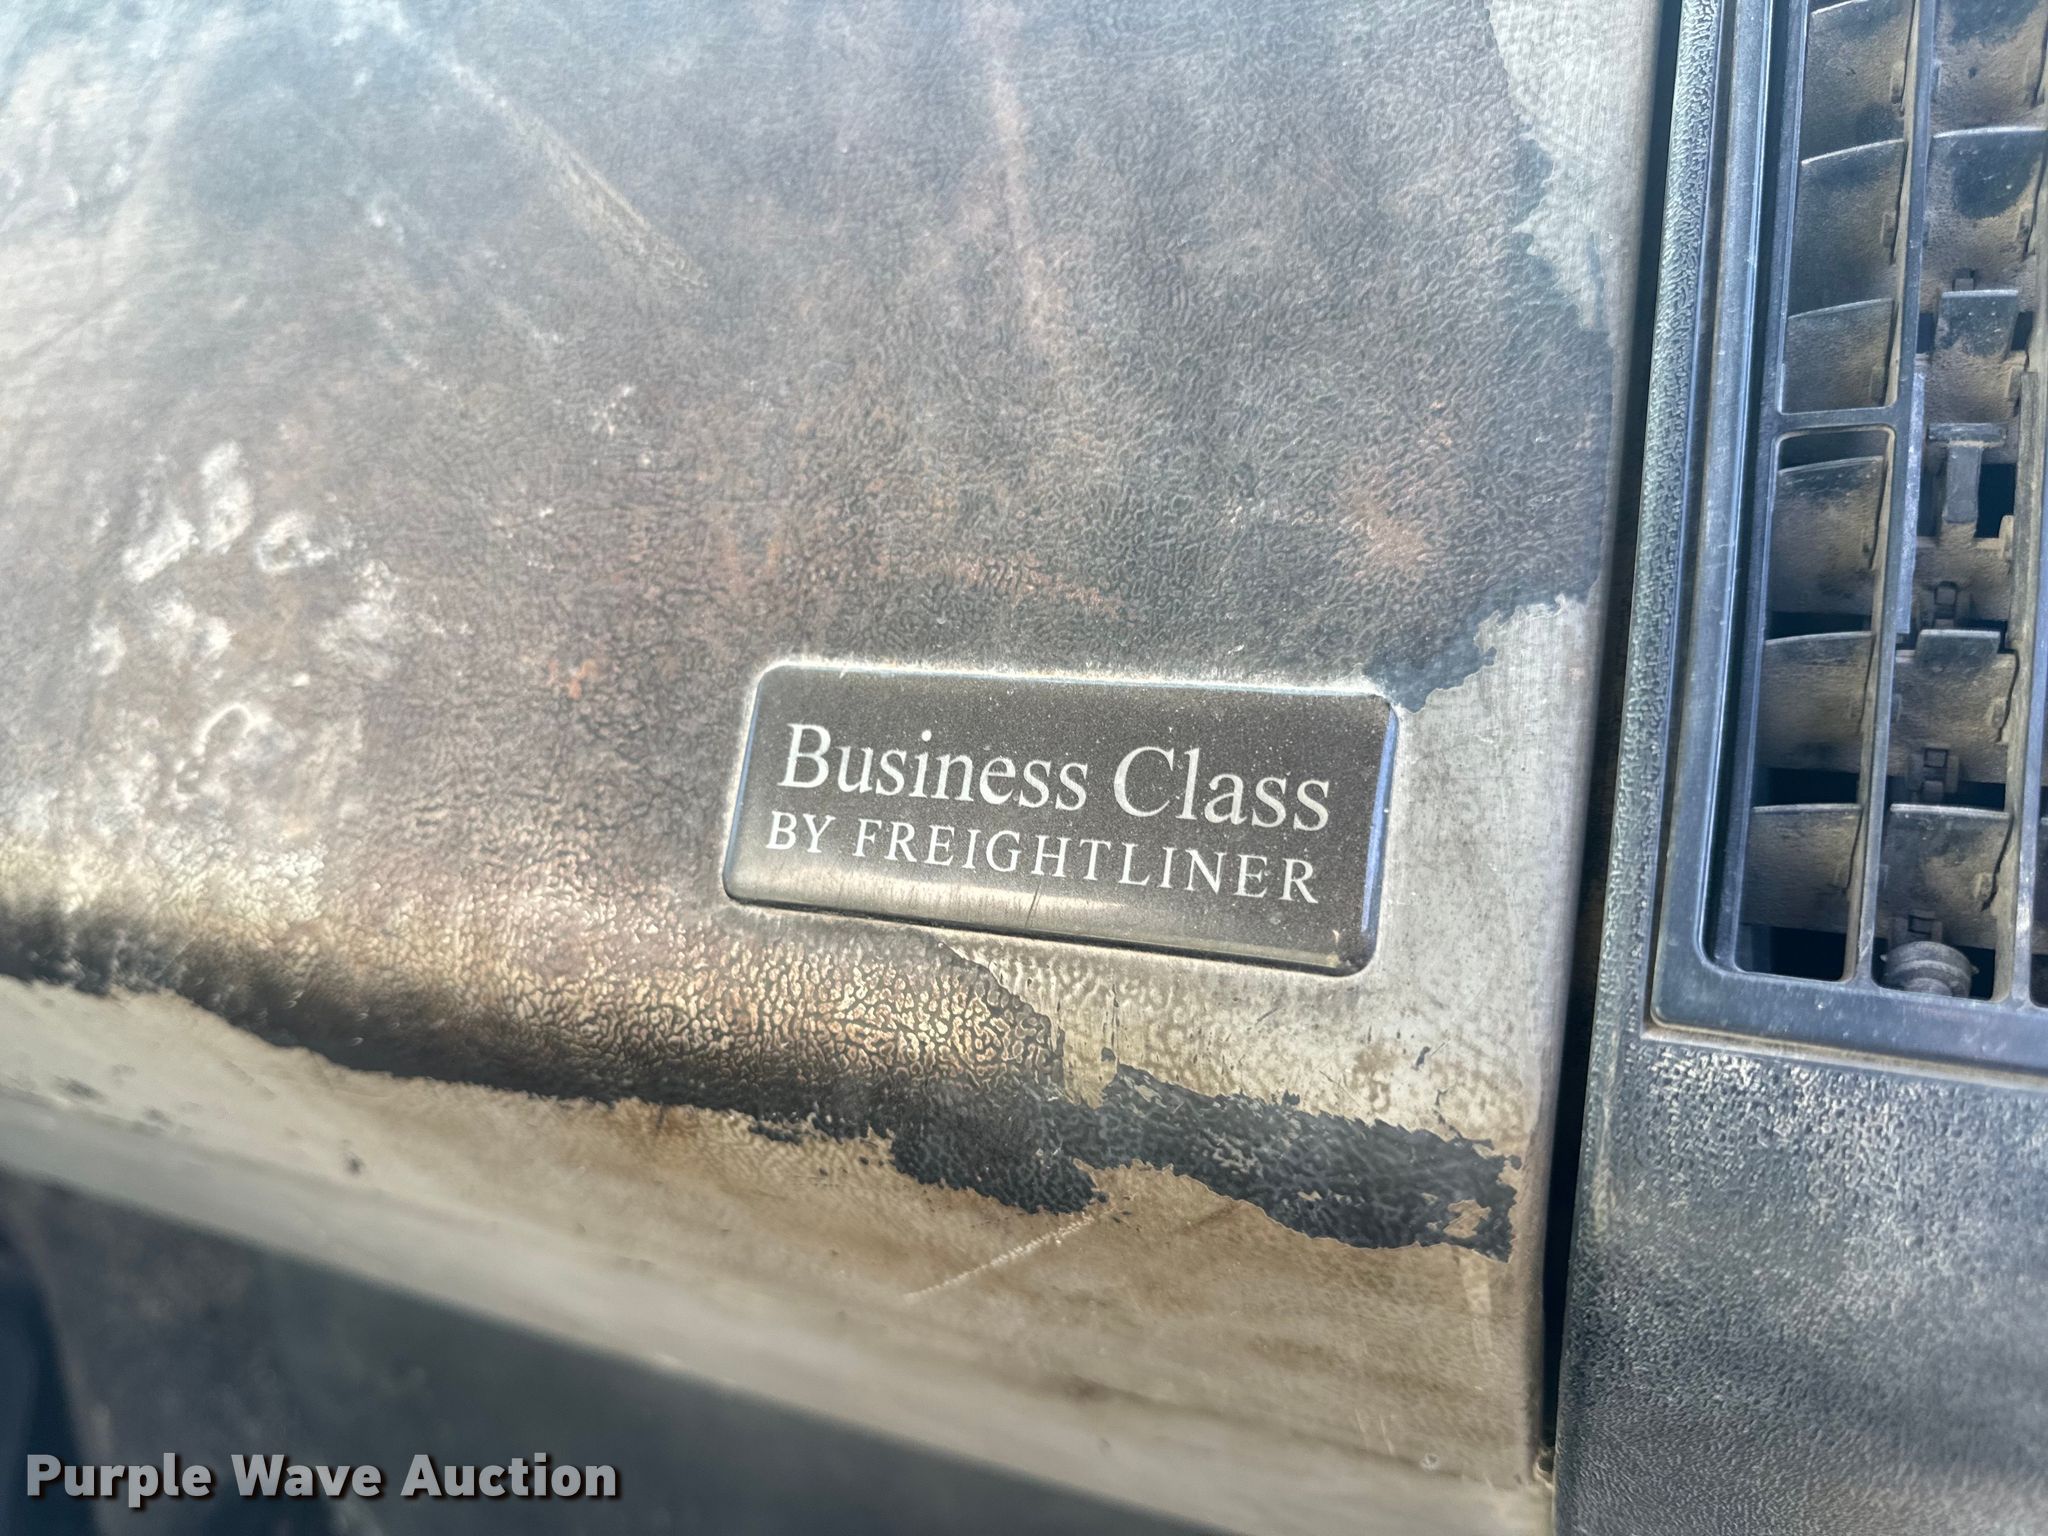 Business Class
BY FREIGHTLINER
Purple Wave Auction